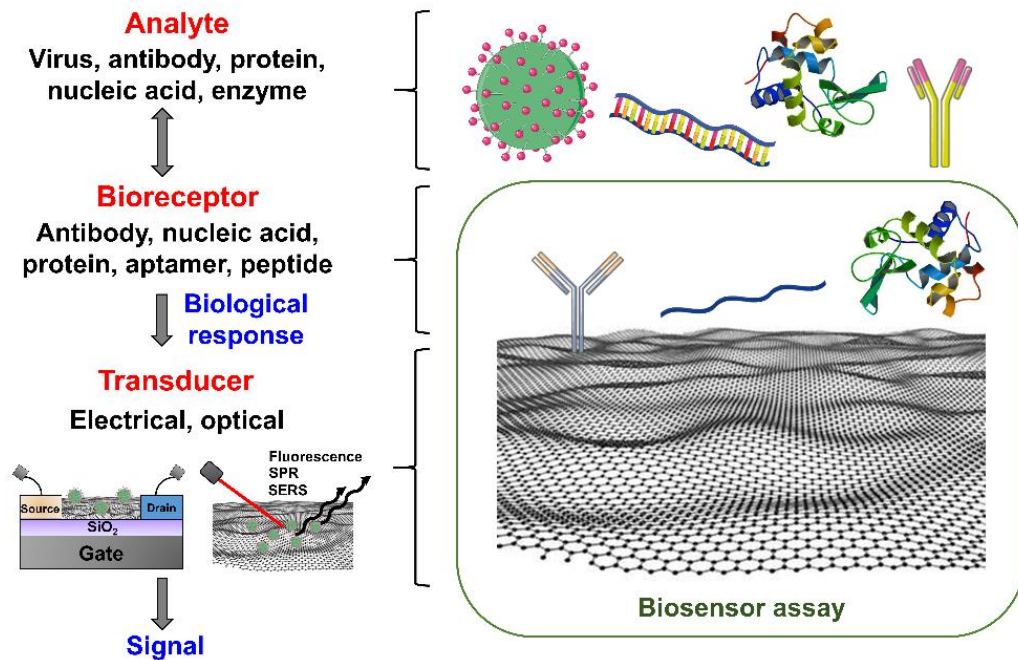 Analyte
Virus, antibody, protein,
nucleic acid, enzyme
Bioreceptor
Antibody, nucleic acid,
protein, aptamer, peptide
Biological
response
Transducer
Electrical, optical
Fluorescence
SPR
SERS
Source
Drain
SiO₂
Gate
Signal
Biosensor assay